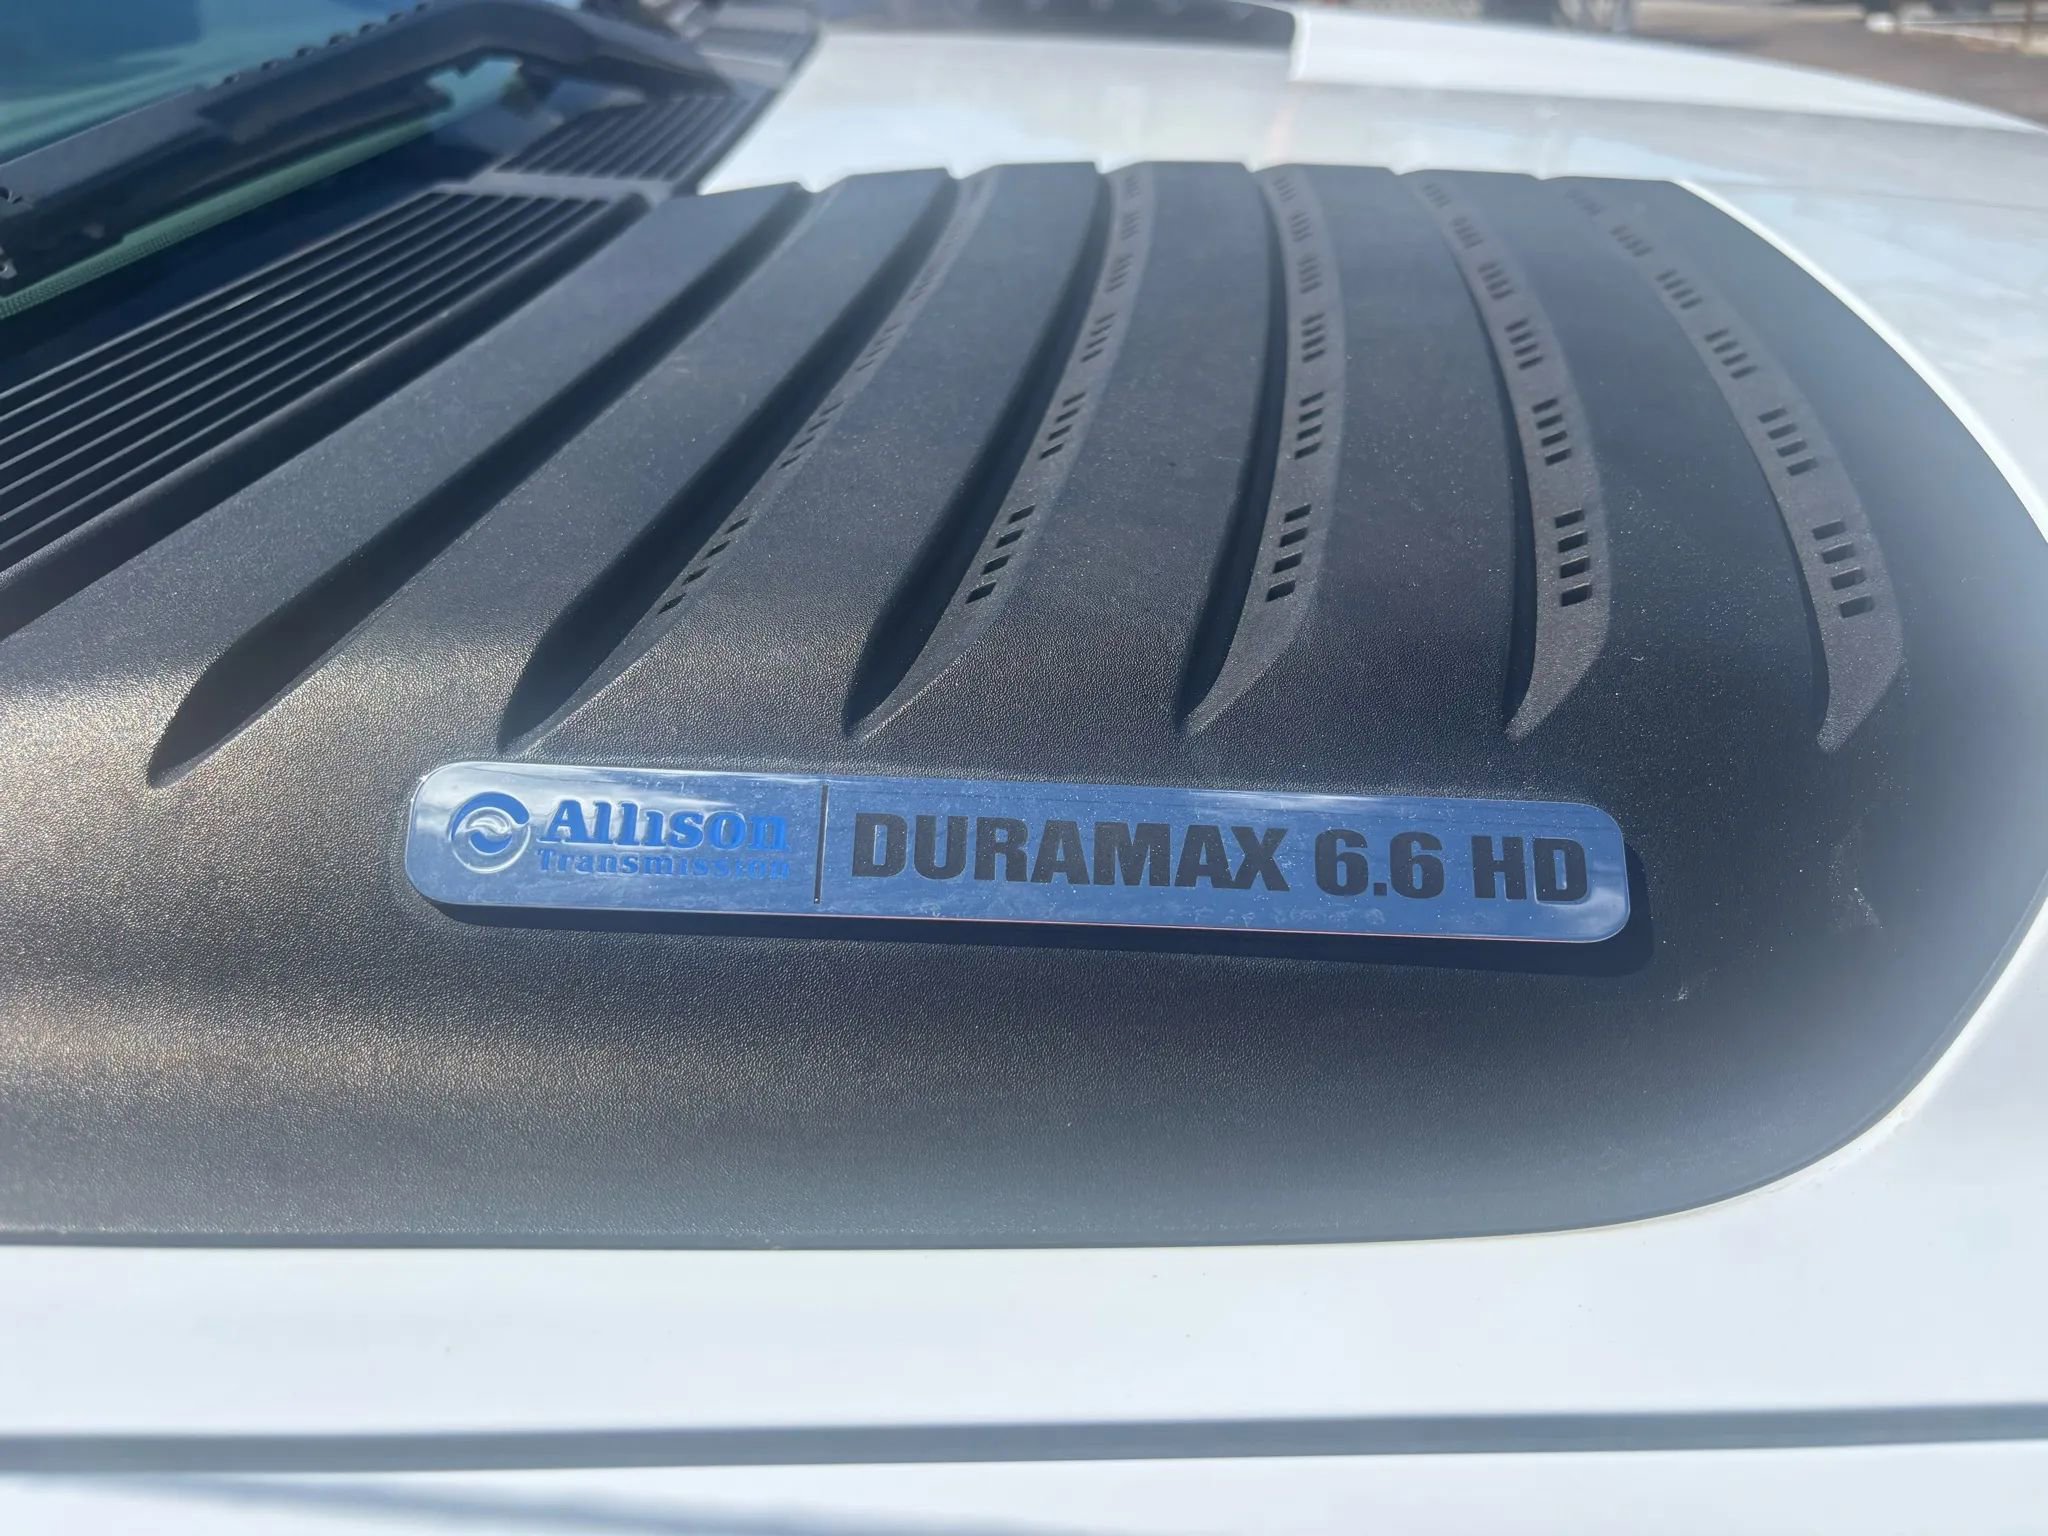 Allison
Transmission
DURAMAX 6.6 HD